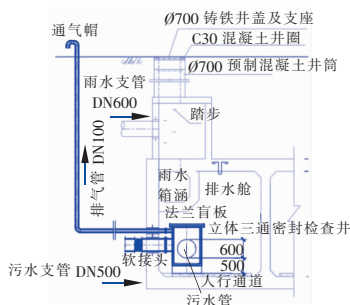 Ø700 铸铁井盖及支座
通气帽
C30 混凝土井圈
Ø700 预制混凝土井筒
雨水支管
DN600
踏步
排气管 DN100
雨水
箱涵
排水舱
法兰盲板
立体三通密封检查井
软接头
600
500
污水支管 DN500
人行通道
污水管